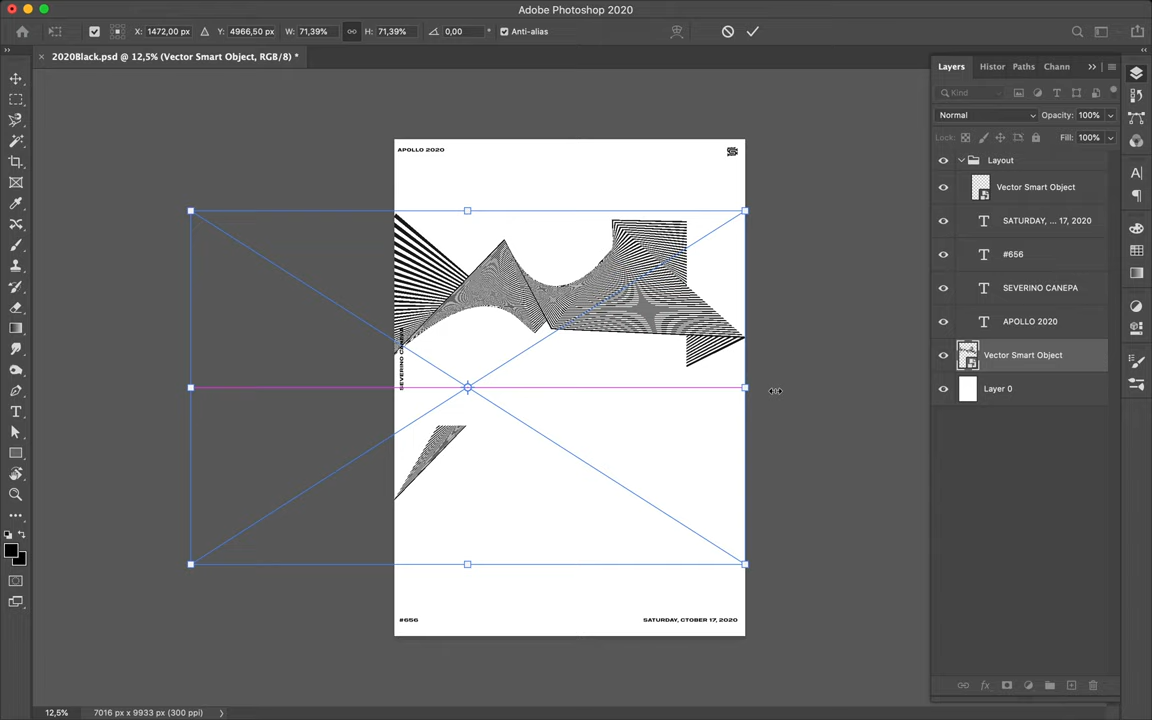 Adobe Photoshop 2020
X: 1472,00 px Y: 4966,50 px W: 71,39% H: 71,39% 0,00 ° Anti-alias
2020Black.psd @ 12,5% (Vector Smart Object, RGB/8) *
Layers Histor Paths Chann
Kind
Normal Opacity: 100%
Lock: Fill: 100%
Layout
Vector Smart Object
SATURDAY, ... 17, 2020
#656
SEVERINO CANEPA
APOLLO 2020
Vector Smart Object
Layer 0
APOLLO 2020
SEVERINO CANEPA
#656
SATURDAY, CTOBER 17, 2020
12,5% 7016 px x 9933 px (300 ppi)